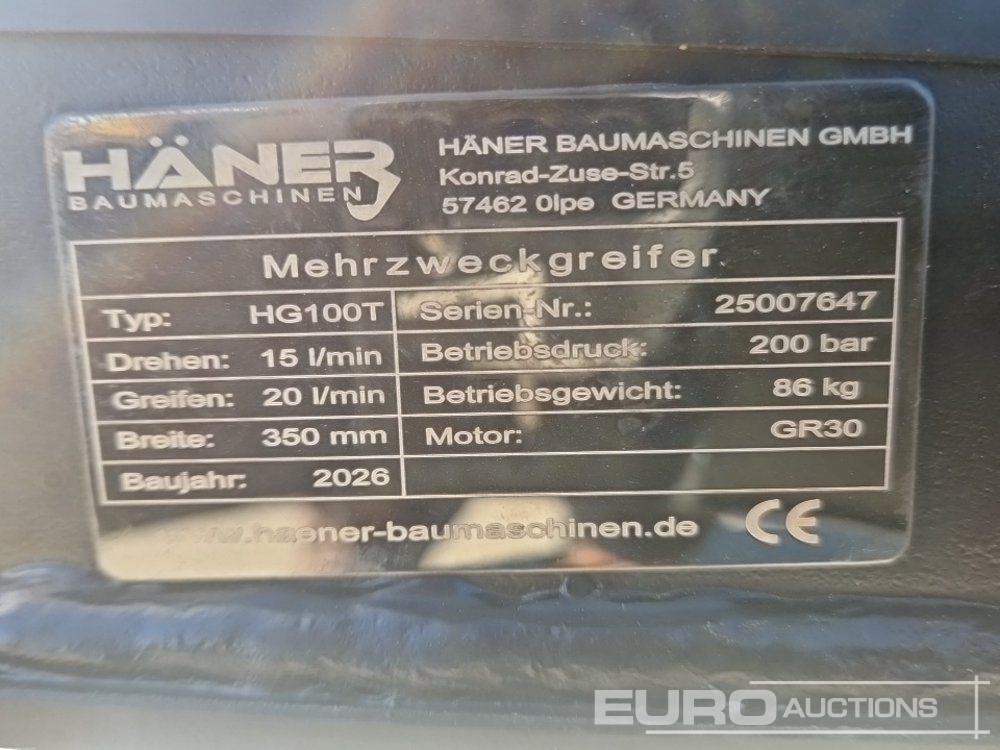 HÄNER
BAUMASCHINEN
HÄNER BAUMASCHINEN GMBH
Konrad-Zuse-Str.5
57462 Olpe GERMANY
Mehrzweckgreifer
Typ: HG100T Serien-Nr.: 25007647
Drehen: 15 l/min Betriebsdruck: 200 bar
Greifen: 20 l/min Betriebsgewicht: 86 kg
Breite: 350 mm Motor: GR30
Baujahr: 2026
www.haener-baumaschinen.de CE
EURO AUCTIONS